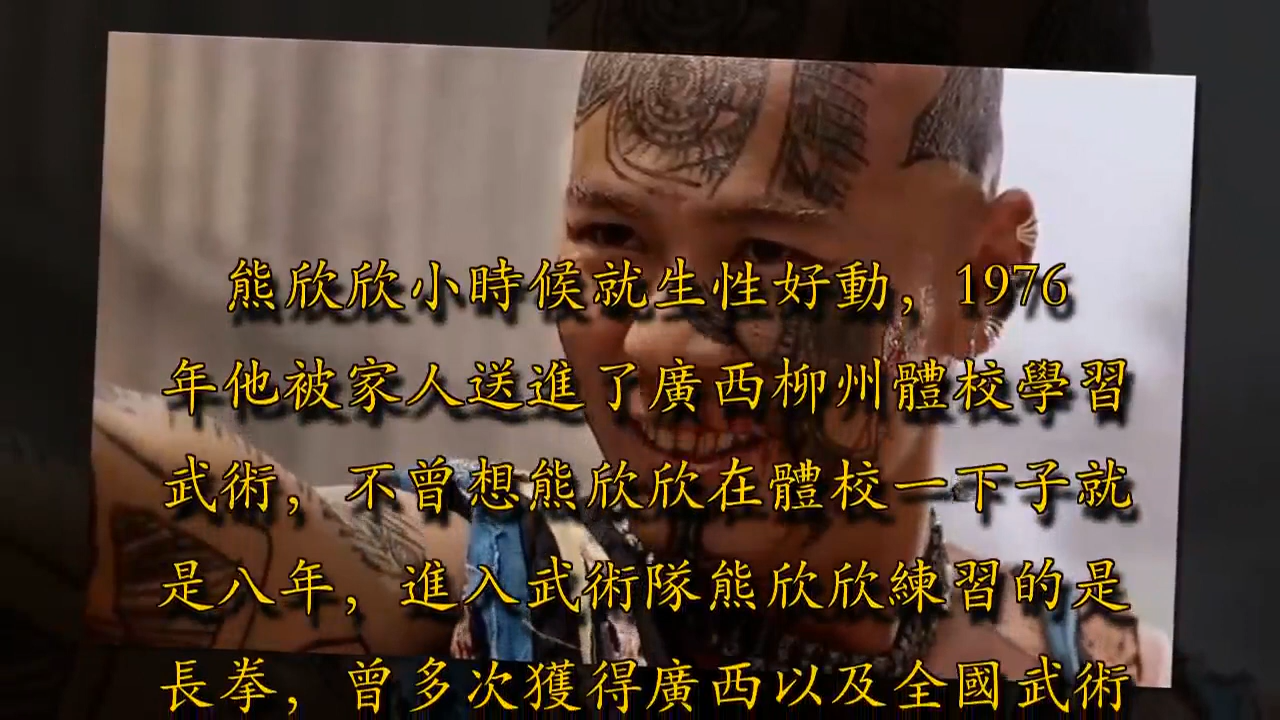 熊欣欣小時候就生性好動，1976
年他被家人送進了廣西柳州體校學習
武術，不曾想熊欣欣在體校一下子就
是八年，進入武術隊熊欣欣練習的是
長拳，曾多次獲得廣西以及全國武術